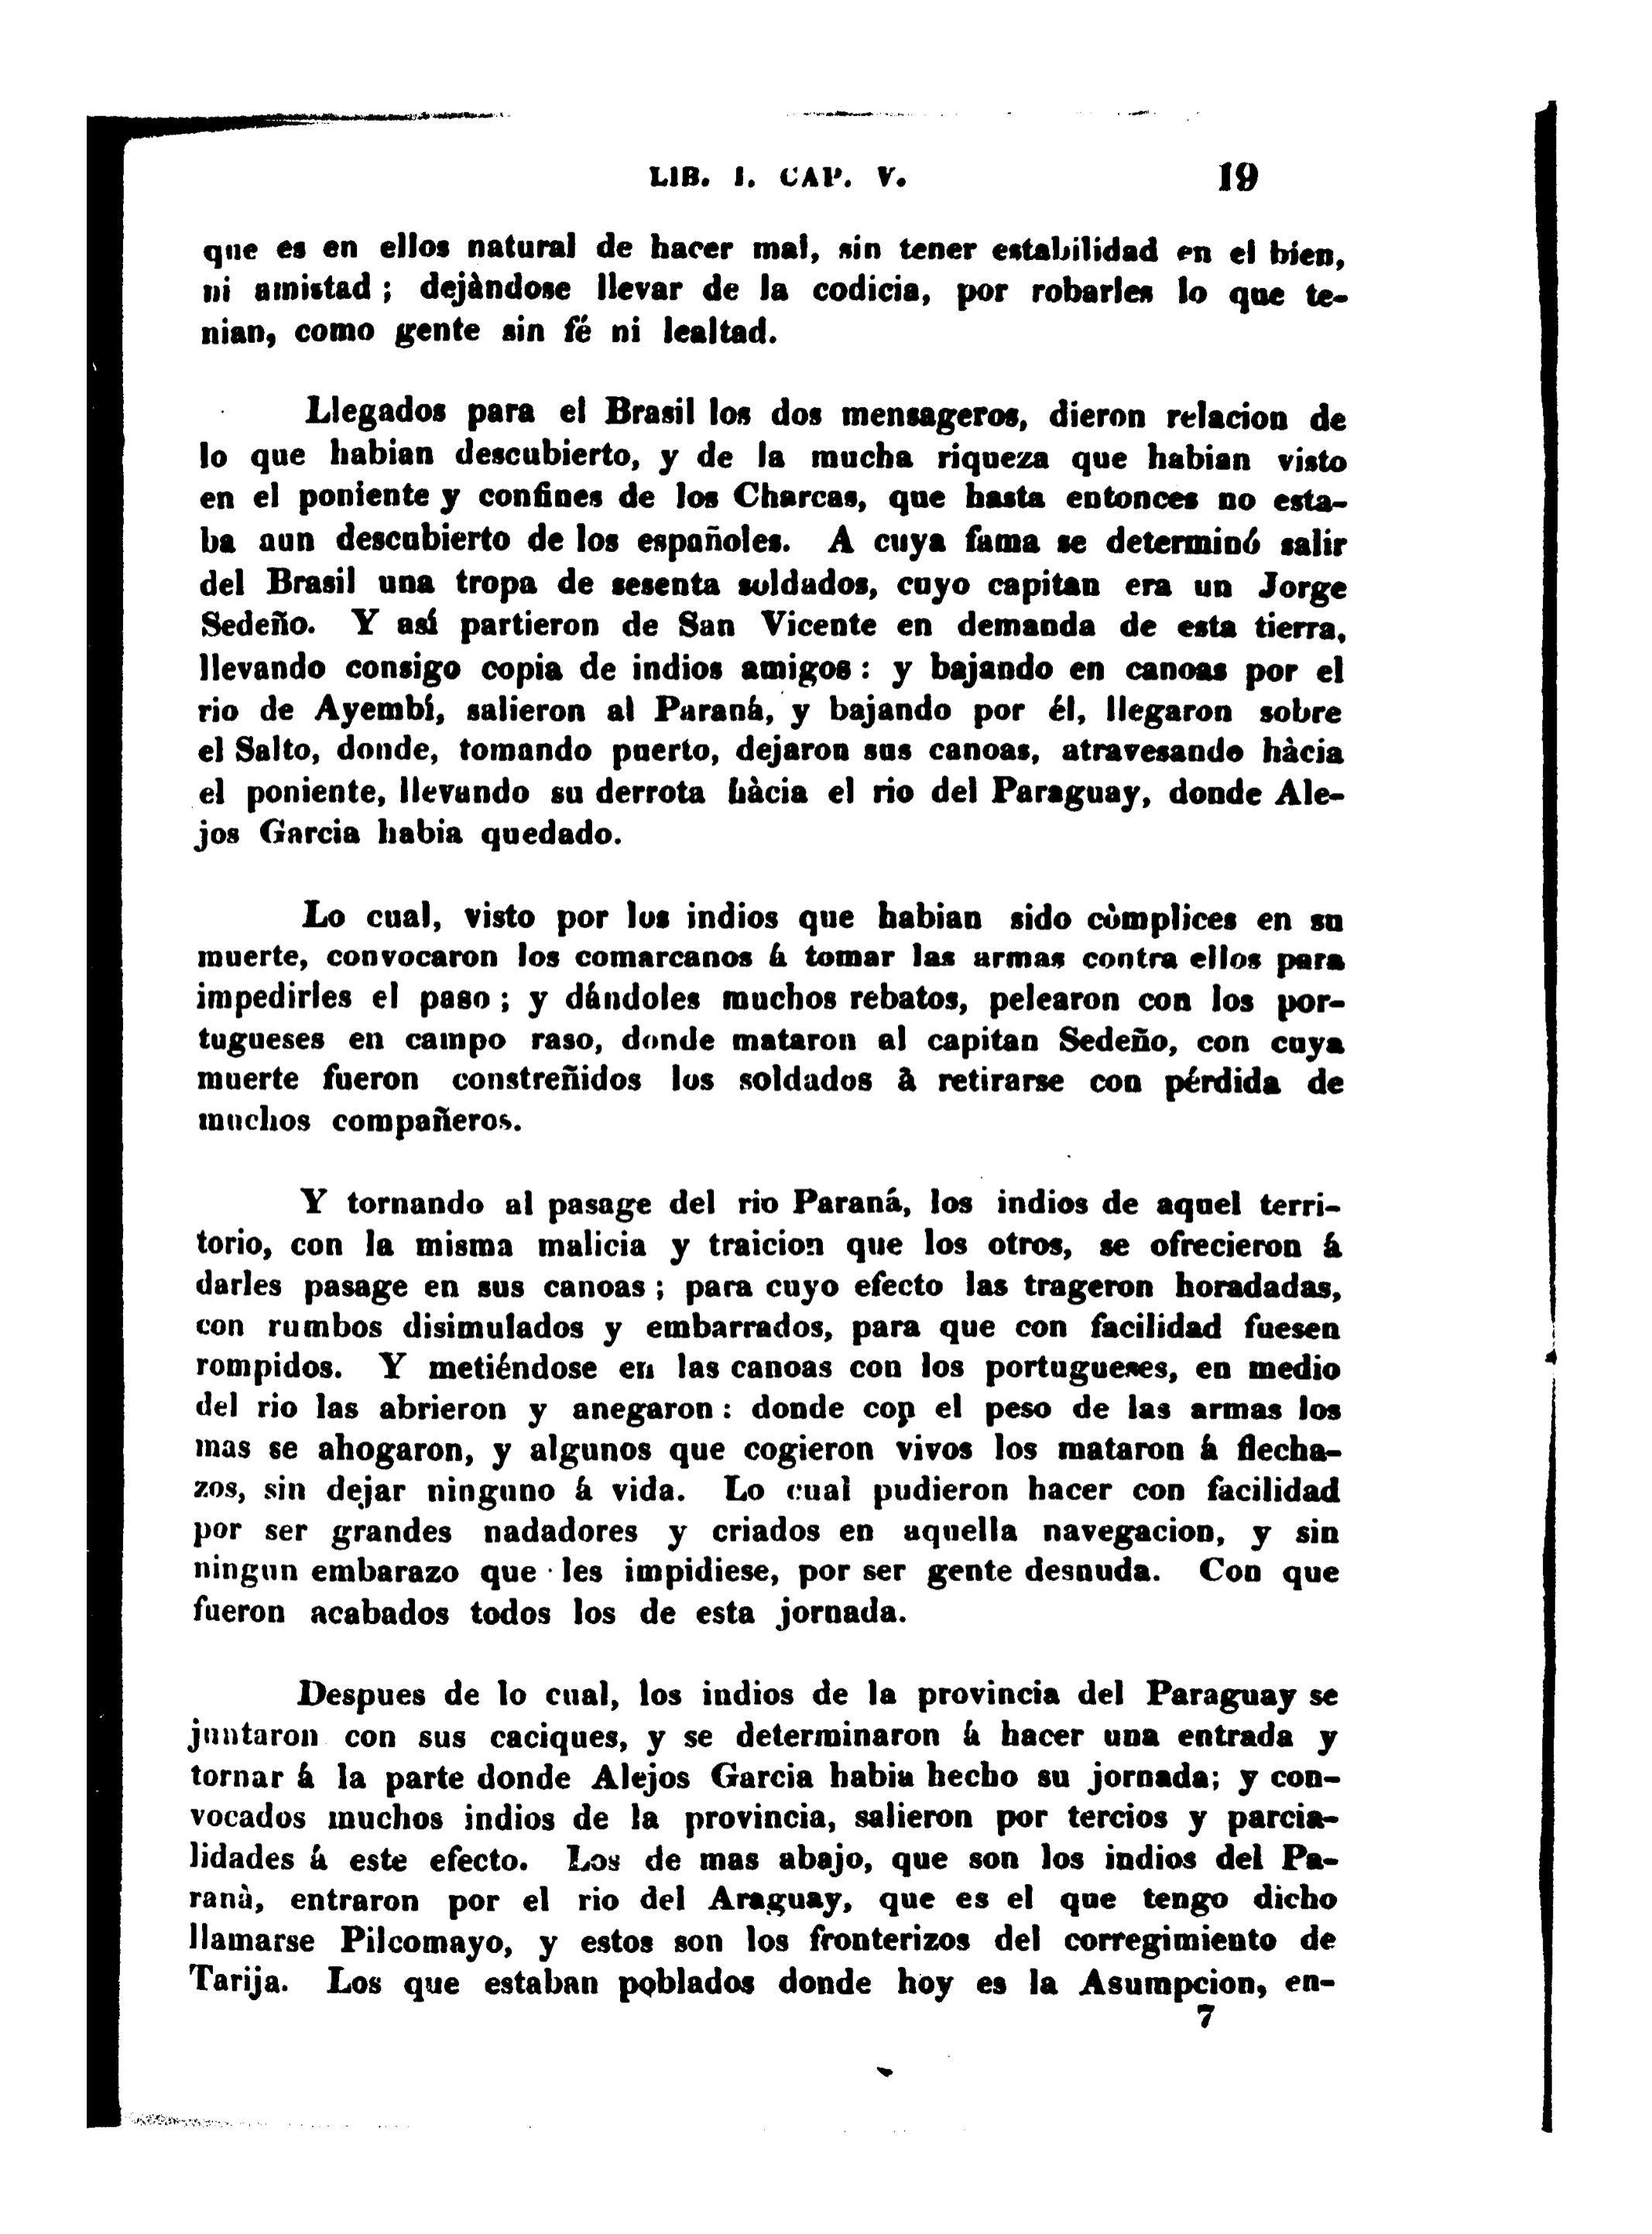 LIB. I. CAP. V. 19
que es en ellos natural de hacer mal, sin tener estabilidad en el bien,
ni amistad ; dejàndose llevar de la codicia, por robarles lo que te-
nian, como gente sin fé ni lealtad.
Llegados para el Brasil los dos mensageros, dieron relacion de
lo que habian descubierto, y de la mucha riqueza que habian visto
en el poniente y confines de los Charcas, que hasta entonces no esta-
ba aun descubierto de los españoles. A cuya fama se determinó salir
del Brasil una tropa de sesenta soldados, cuyo capitan era un Jorge
Sedeño. Y así partieron de San Vicente en demanda de esta tierra,
llevando consigo copia de indios amigos : y bajando en canoas por el
rio de Ayembí, salieron al Paraná, y bajando por él, llegaron sobre
el Salto, donde, tomando puerto, dejaron sus canoas, atravesando hàcia
el poniente, llevando su derrota hàcia el rio del Paraguay, donde Ale-
jos Garcia habia quedado.
Lo cual, visto por los indios que habian sido còmplices en su
muerte, convocaron los comarcanos á tomar las armas contra ellos para
impedirles el paso ; y dándoles muchos rebatos, pelearon con los por-
tugueses en campo raso, donde mataron al capitan Sedeño, con cuya
muerte fueron constreñidos los soldados à retirarse con pérdida de
muchos compañeros.
Y tornando al pasage del rio Paraná, los indios de aquel terri-
torio, con la misma malicia y traicion que los otros, se ofrecieron á
darles pasage en sus canoas ; para cuyo efecto las trageron horadadas,
con rumbos disimulados y embarrados, para que con facilidad fuesen
rompidos. Y metiéndose en las canoas con los portugueses, en medio
del rio las abrieron y anegaron : donde con el peso de las armas los
mas se ahogaron, y algunos que cogieron vivos los mataron á flecha-
zos, sin dejar ninguno á vida. Lo cual pudieron hacer con facilidad
por ser grandes nadadores y criados en aquella navegacion, y sin
ningun embarazo que les impidiese, por ser gente desnuda. Con que
fueron acabados todos los de esta jornada.
Despues de lo cual, los indios de la provincia del Paraguay se
juntaron con sus caciques, y se determinaron á hacer una entrada y
tornar á la parte donde Alejos Garcia habia hecho su jornada; y con-
vocados muchos indios de la provincia, salieron por tercios y parcia-
lidades á este efecto. Los de mas abajo, que son los indios del Pa-
ranà, entraron por el rio del Araguay, que es el que tengo dicho
llamarse Pilcomayo, y estos son los fronterizos del corregimiento de
Tarija. Los que estaban poblados donde hoy es la Asumpcion, en-
7